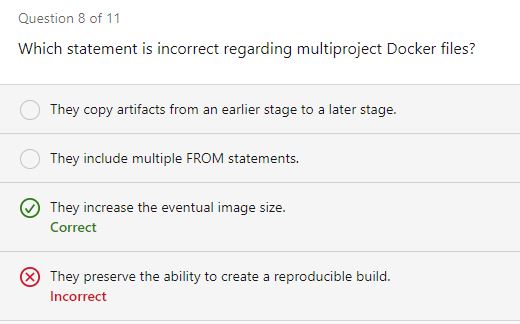 Question 8 of 11
Which statement is incorrect regarding multiproject Docker files?
They copy artifacts from an earlier stage to a later stage.
They include multiple FROM statements.
They increase the eventual image size.
Correct
They preserve the ability to create a reproducible build.
Incorrect